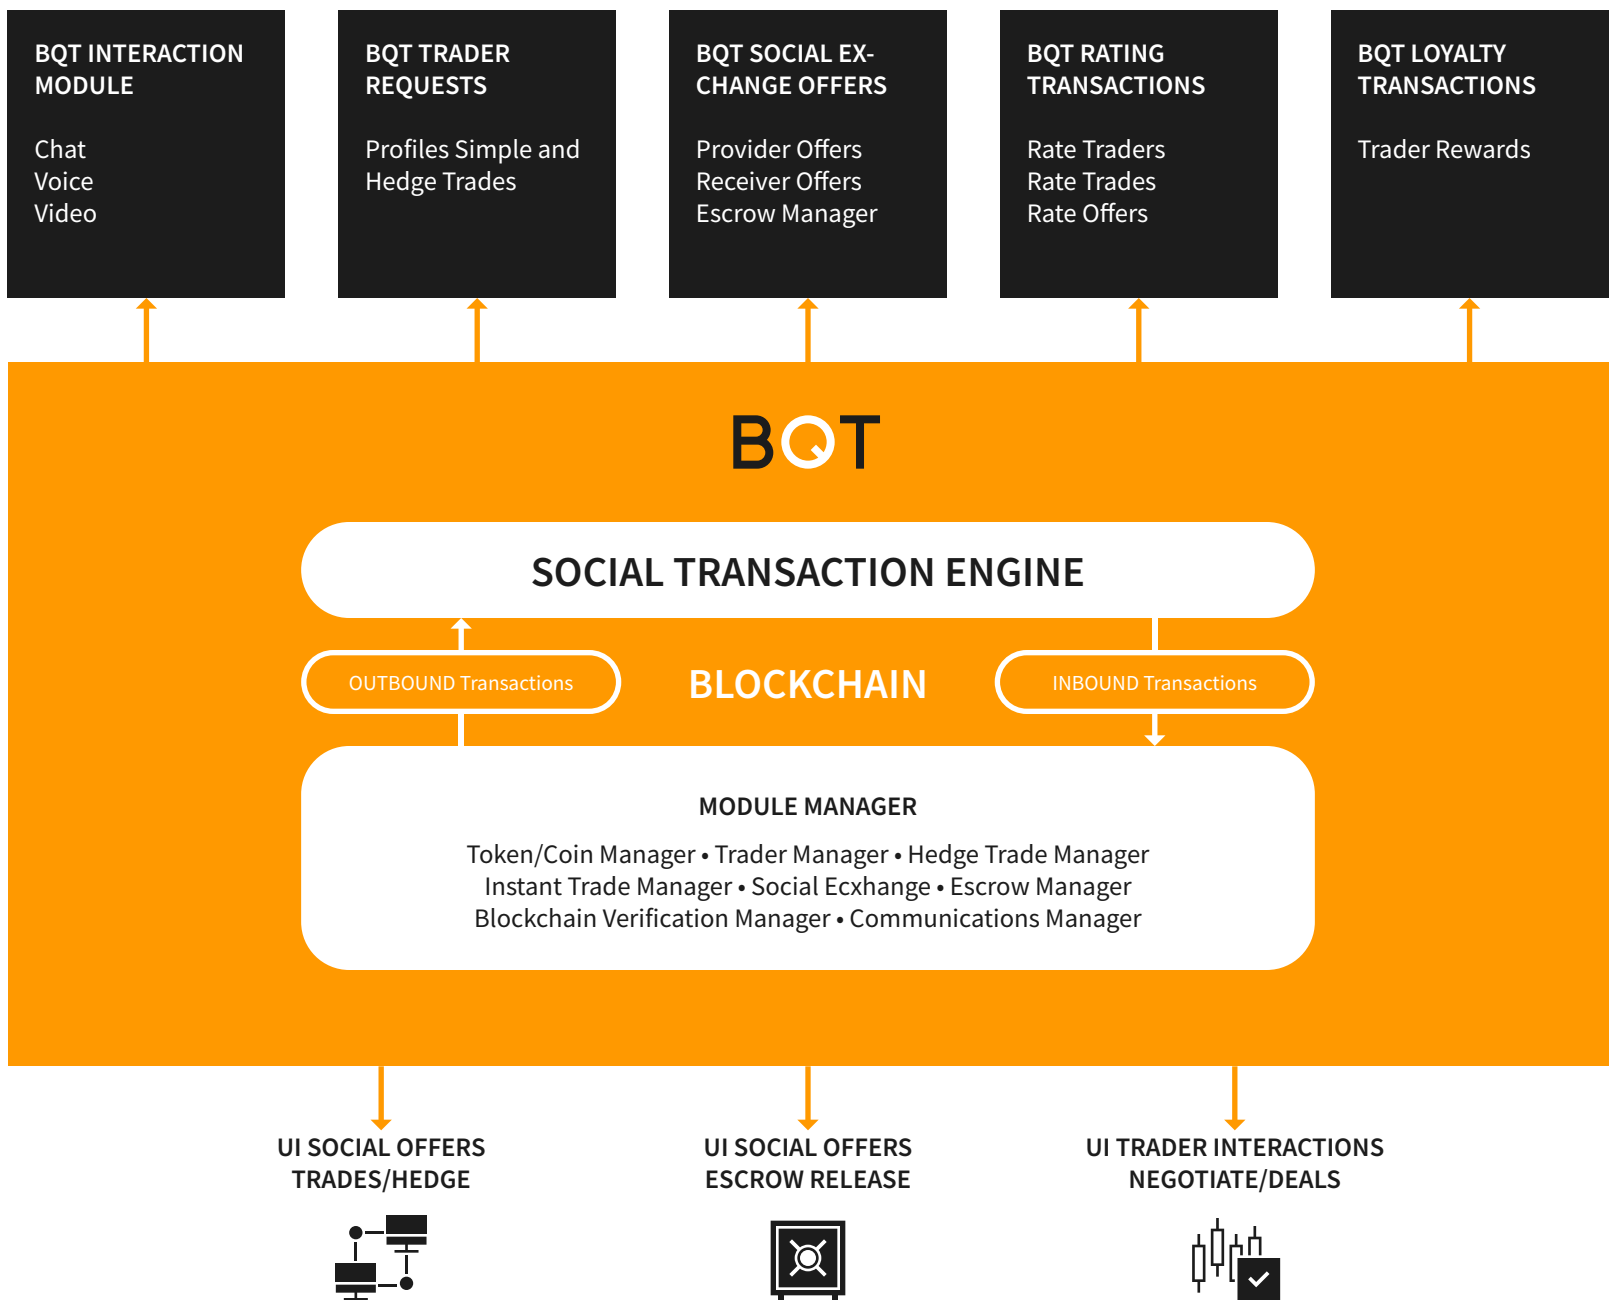 BQT INTERACTION
MODULE
Chat
Voice
Video
BQT TRADER
REQUESTS
Profiles Simple and
Hedge Trades
BQT SOCIAL EX-
CHANGE OFFERS
Provider Offers
Receiver Offers
Escrow Manager
BQT RATING
TRANSACTIONS
Rate Traders
Rate Trades
Rate Offers
BQT LOYALTY
TRANSACTIONS
Trader Rewards
BQT
SOCIAL TRANSACTION ENGINE
OUTBOUND Transactions
BLOCKCHAIN
INBOUND Transactions
MODULE MANAGER
Token/Coin Manager • Trader Manager • Hedge Trade Manager
Instant Trade Manager • Social Ecxhange • Escrow Manager
Blockchain Verification Manager • Communications Manager
UI SOCIAL OFFERS
TRADES/HEDGE
UI SOCIAL OFFERS
ESCROW RELEASE
UI TRADER INTERACTIONS
NEGOTIATE/DEALS